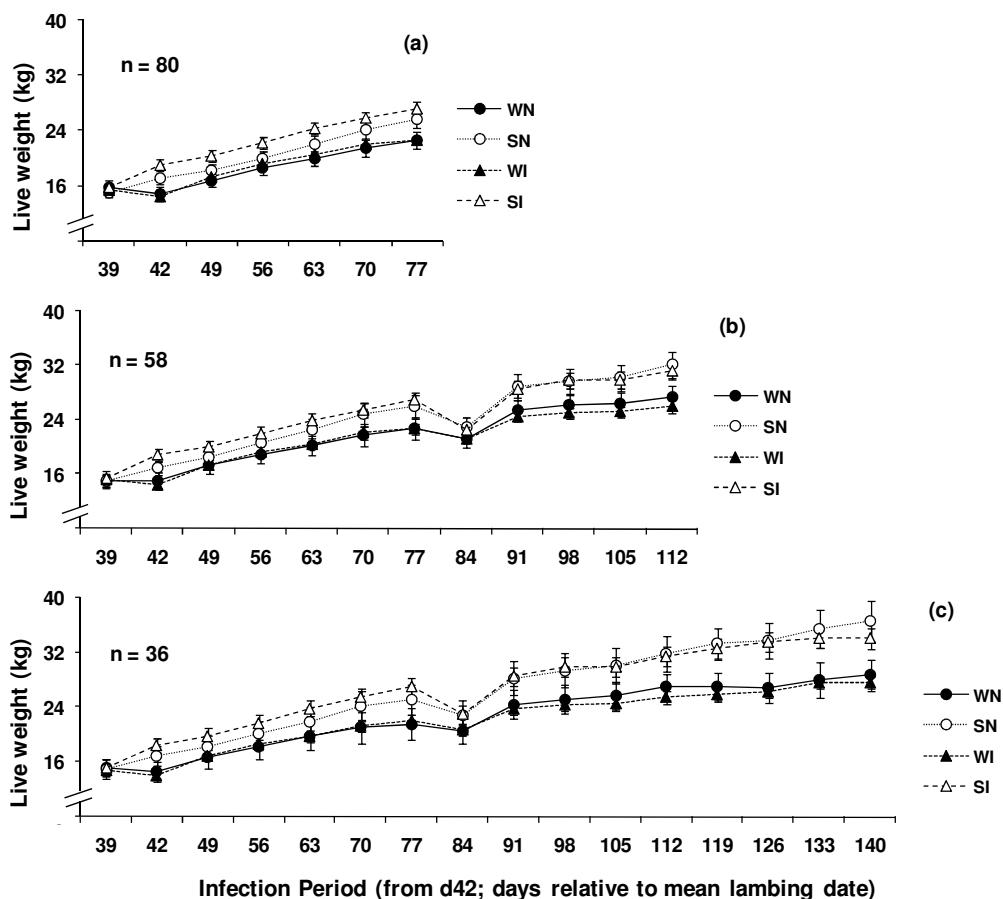 Live weight (kg)
40
32
24
16
n = 80
(a)
WN
SN
WI
SI
39 42 49 56 63 70 77
Live weight (kg)
40
32
24
16
n = 58
(b)
WN
SN
WI
SI
39 42 49 56 63 70 77 84 91 98 105 112
Live weight (kg)
40
32
24
16
n = 36
(c)
WN
SN
WI
SI
39 42 49 56 63 70 77 84 91 98 105 112 119 126 133 140
Infection Period (from d42; days relative to mean lambing date)